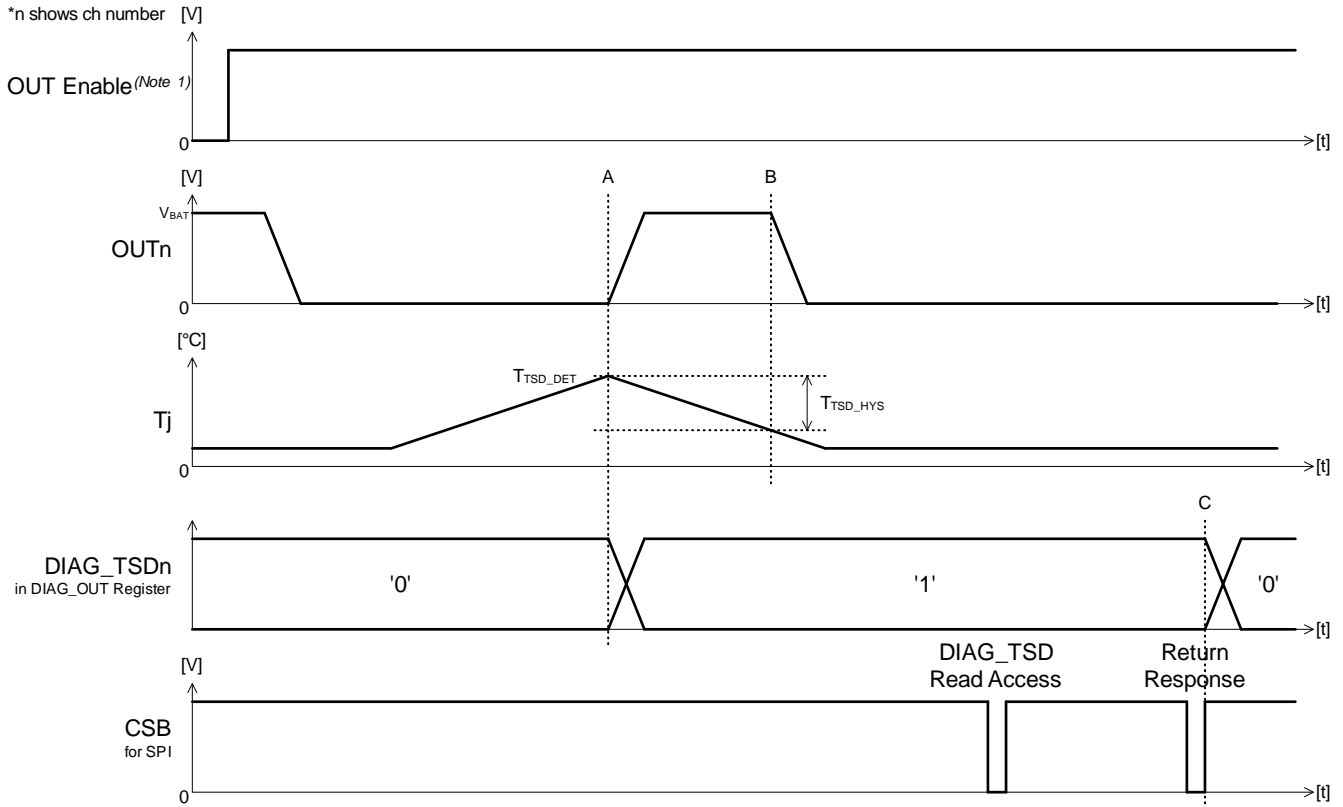 *n shows ch number
[V]
OUT Enable(Note 1)
0
[t]
[V]
A
B
VBAT
OUTn
0
[t]
[°C]
TTSD_DET
TTSD_HYS
Tj
0
[t]
C
DIAG_TSDn
in DIAG_OUT Register
'0'
'1'
'0'
[t]
[V]
DIAG_TSD
Read Access
Return
Response
CSB
for SPI
0
[t]